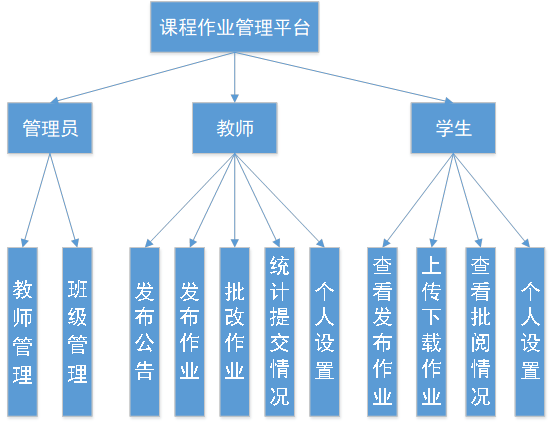 课程作业管理平台
管理员
教师
学生
教师管理
班级管理
发布公告
发布作业
批改作业
统计提交情况
个人设置
查看发布作业
上传下载作业
查看批阅情况
个人设置